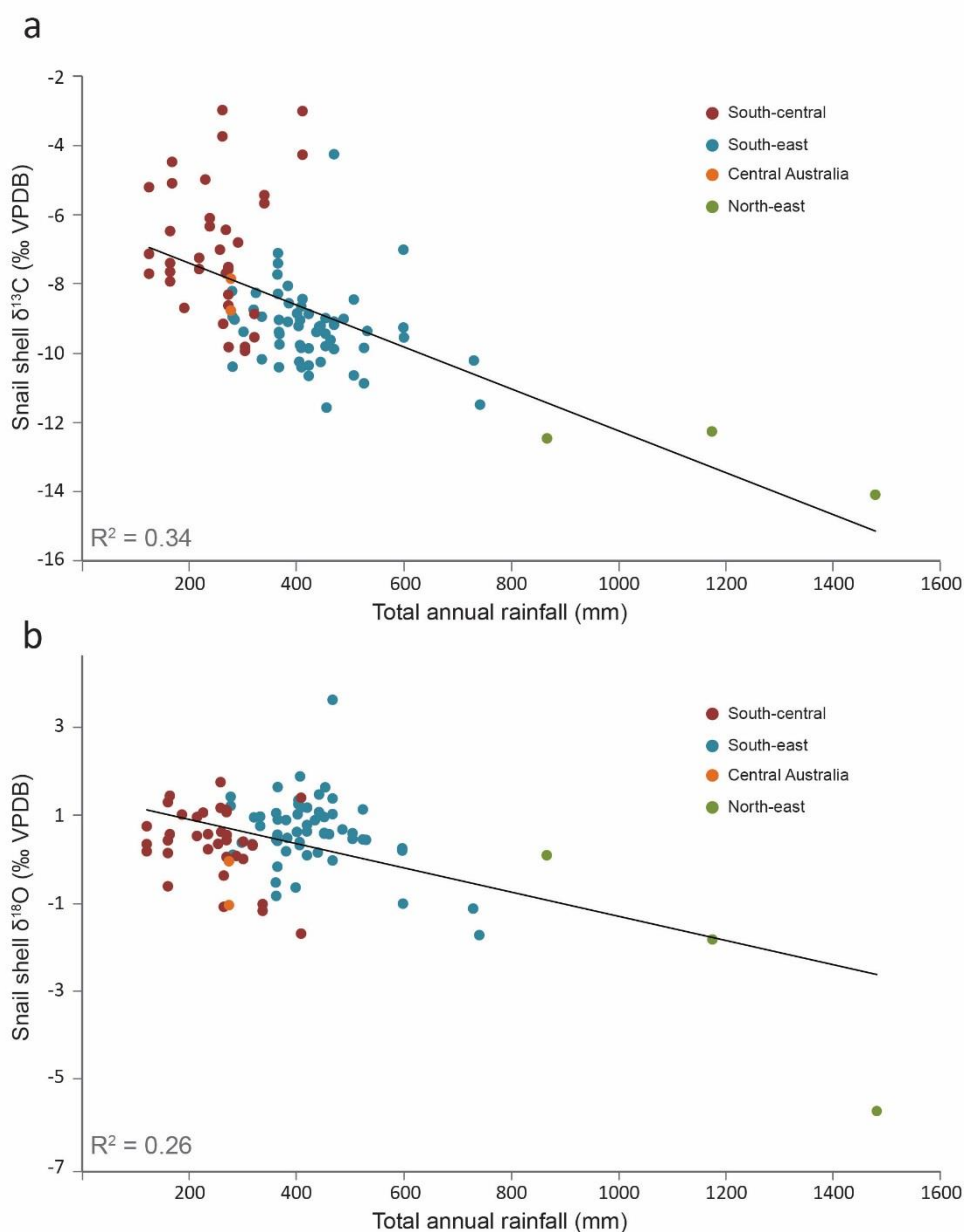 a
Snail shell δ¹³C (‰ VPDB)
-2
-4
-6
-8
-10
-12
-14
-16
South-central
South-east
Central Australia
North-east
R² = 0.34
200 400 600 800 1000 1200 1400 1600
Total annual rainfall (mm)
b
Snail shell δ¹⁸O (‰ VPDB)
3
1
-1
-3
-5
-7
South-central
South-east
Central Australia
North-east
R² = 0.26
200 400 600 800 1000 1200 1400 1600
Total annual rainfall (mm)